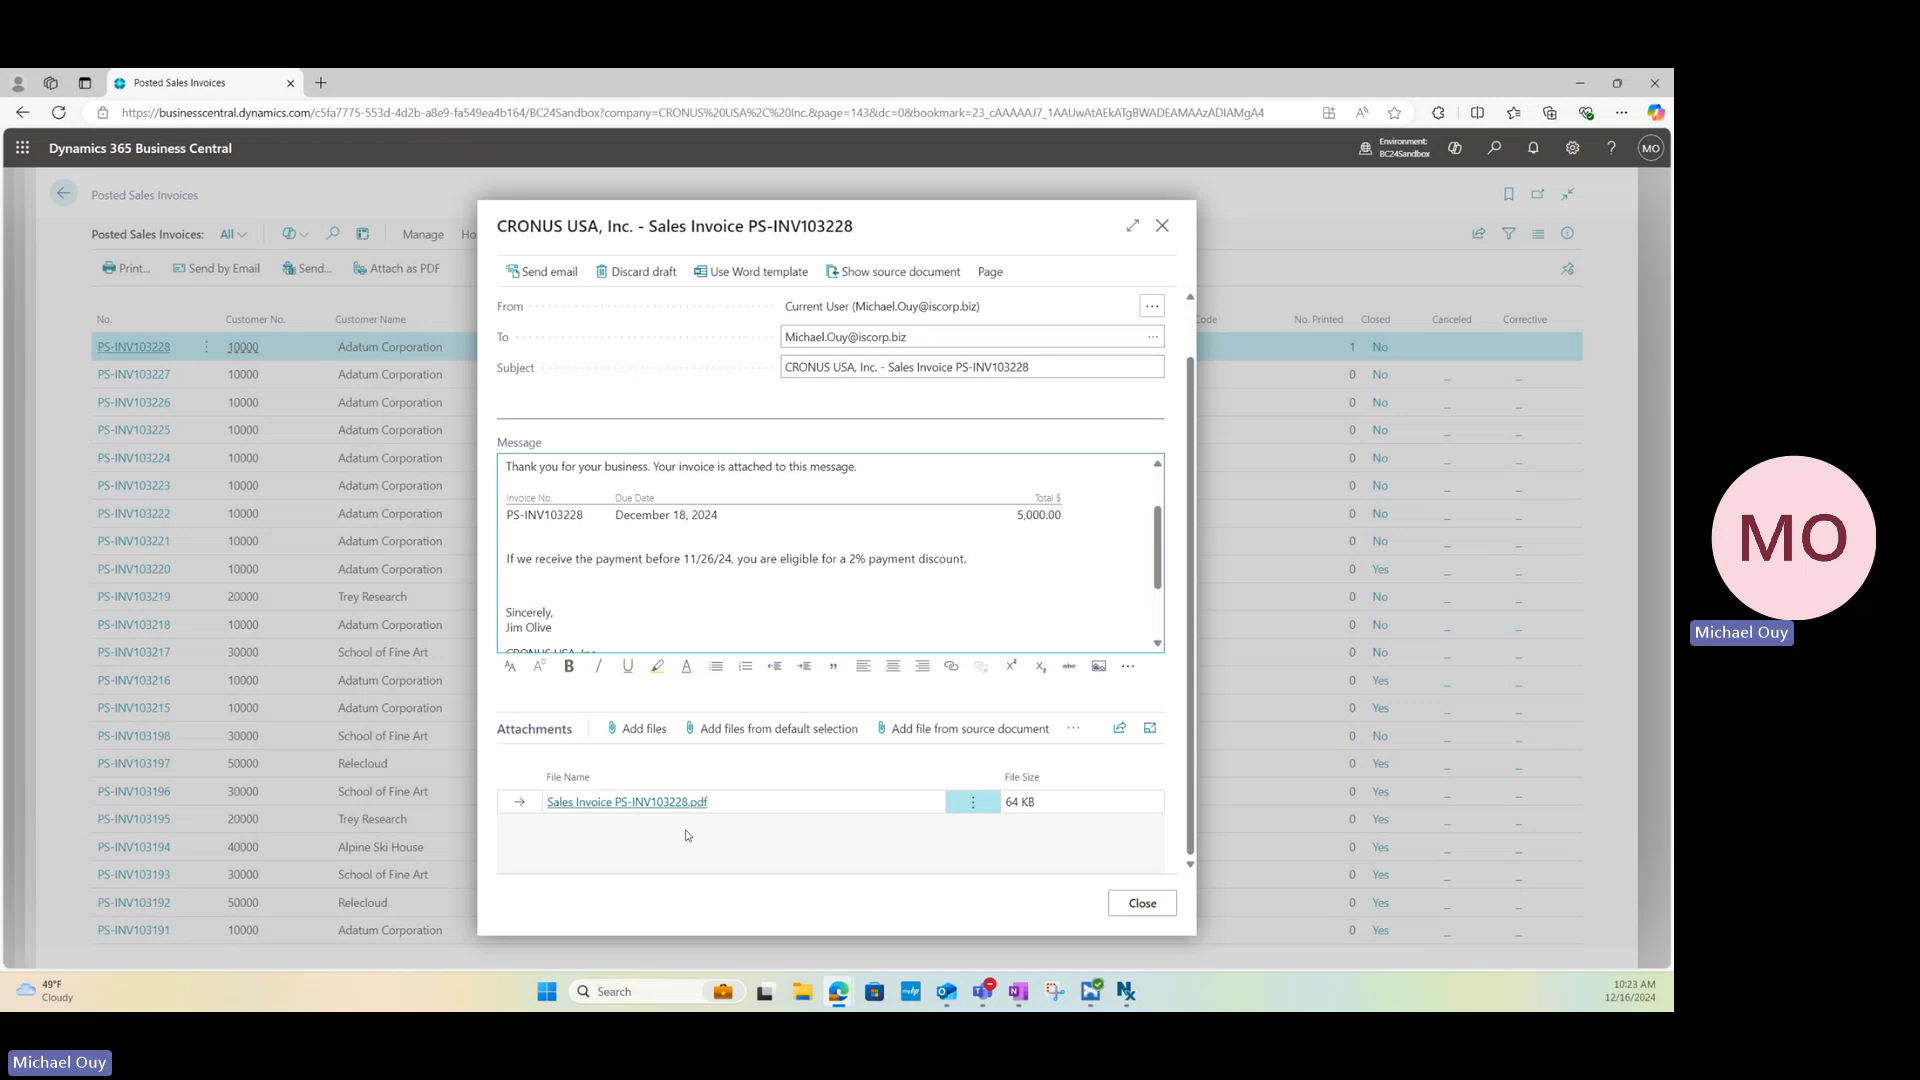 Posted Sales Invoices
https://businesscentral.dynamics.com/c5fa7775-553d-4d2b-a8e9-fa549ea4b164/BC24Sandbox?company=CRONUS%20USA%2C%20Inc.&page=143&dc=0&bookmark=23_cAAAAAJ7_1AAUwAtAEkATgBWADEAMAAzADIAMgA4
Dynamics 365 Business Central
Environment:
BC24Sandbox
MO
Posted Sales Invoices
Posted Sales Invoices: All Manage Ho
Print... Send by Email Send... Attach as PDF
No. Customer No. Customer Name Code No. Printed Closed Canceled Corrective
PS-INV103228 10000 Adatum Corporation 1 No
PS-INV103227 10000 Adatum Corporation 0 No _ _
PS-INV103226 10000 Adatum Corporation 0 No _ _
PS-INV103225 10000 Adatum Corporation 0 No _ _
PS-INV103224 10000 Adatum Corporation 0 No _ _
PS-INV103223 10000 Adatum Corporation 0 No _ _
PS-INV103222 10000 Adatum Corporation 0 No _ _
PS-INV103221 10000 Adatum Corporation 0 No _ _
PS-INV103220 10000 Adatum Corporation 0 Yes _ _
PS-INV103219 20000 Trey Research 0 No _ _
PS-INV103218 10000 Adatum Corporation 0 No _ _
PS-INV103217 30000 School of Fine Art 0 No _ _
PS-INV103216 10000 Adatum Corporation 0 Yes _ _
PS-INV103215 10000 Adatum Corporation 0 Yes _ _
PS-INV103198 30000 School of Fine Art 0 No _ _
PS-INV103197 50000 Relecloud 0 Yes _ _
PS-INV103196 30000 School of Fine Art 0 Yes _ _
PS-INV103195 20000 Trey Research 0 Yes _ _
PS-INV103194 40000 Alpine Ski House 0 Yes _ _
PS-INV103193 30000 School of Fine Art 0 Yes _ _
PS-INV103192 50000 Relecloud 0 Yes _ _
PS-INV103191 10000 Adatum Corporation 0 Yes _ _
CRONUS USA, Inc. - Sales Invoice PS-INV103228
Send email Discard draft Use Word template Show source document Page
From Current User (Michael.Ouy@iscorp.biz)
To Michael.Ouy@iscorp.biz
Subject CRONUS USA, Inc. - Sales Invoice PS-INV103228
Message
Thank you for your business. Your invoice is attached to this message.
Invoice No. Due Date Total $
PS-INV103228 December 18, 2024 5,000.00
If we receive the payment before 11/26/24, you are eligible for a 2% payment discount.
Sincerely,
Jim Olive
CRONUS USA, Inc.
Attachments Add files Add files from default selection Add file from source document
File Name File Size
Sales Invoice PS-INV103228.pdf 64 KB
Close
MO
Michael Ouy
49°F
Cloudy
Search
10:23 AM
12/16/2024
Michael Ouy